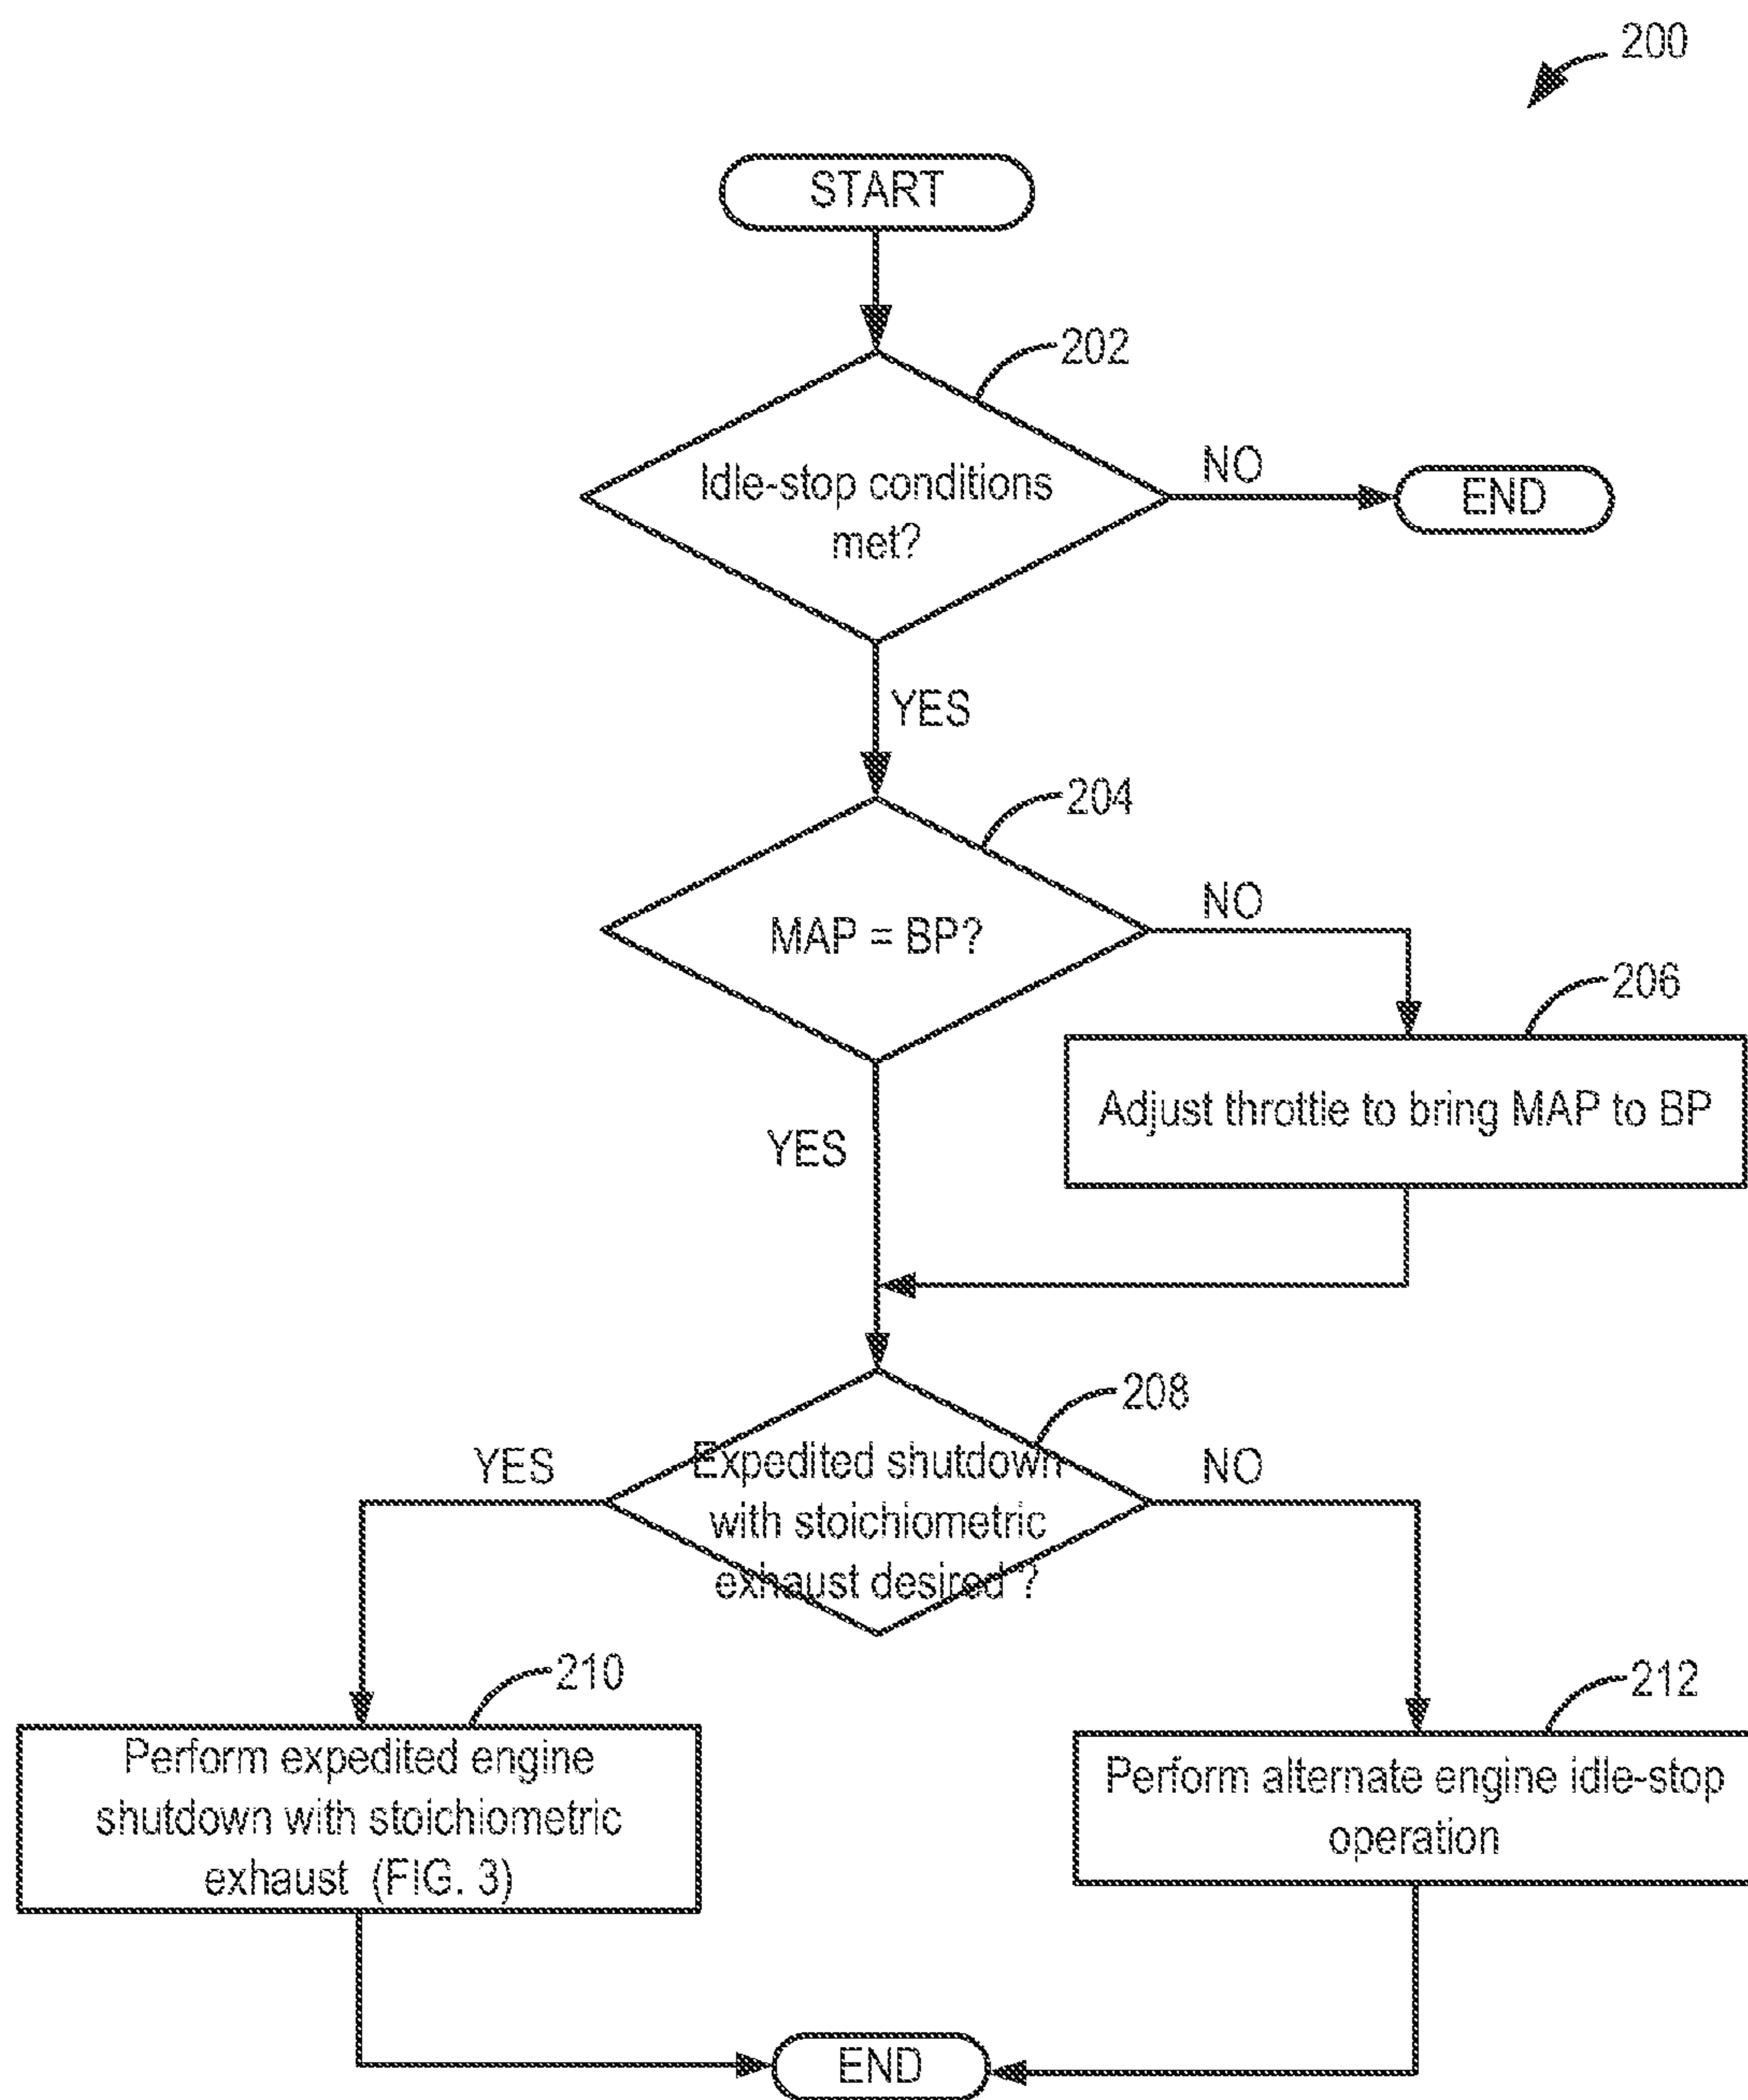 200
START
202
Idle-stop conditions
met?
NO
END
YES
204
MAP = BP?
NO
206
Adjust throttle to bring MAP to BP
YES
208
YES
Expedited shutdown
with stoichiometric
exhaust desired ?
NO
210
Perform expedited engine
shutdown with stoichiometric
exhaust (FIG. 3)
212
Perform alternate engine idle-stop
operation
END